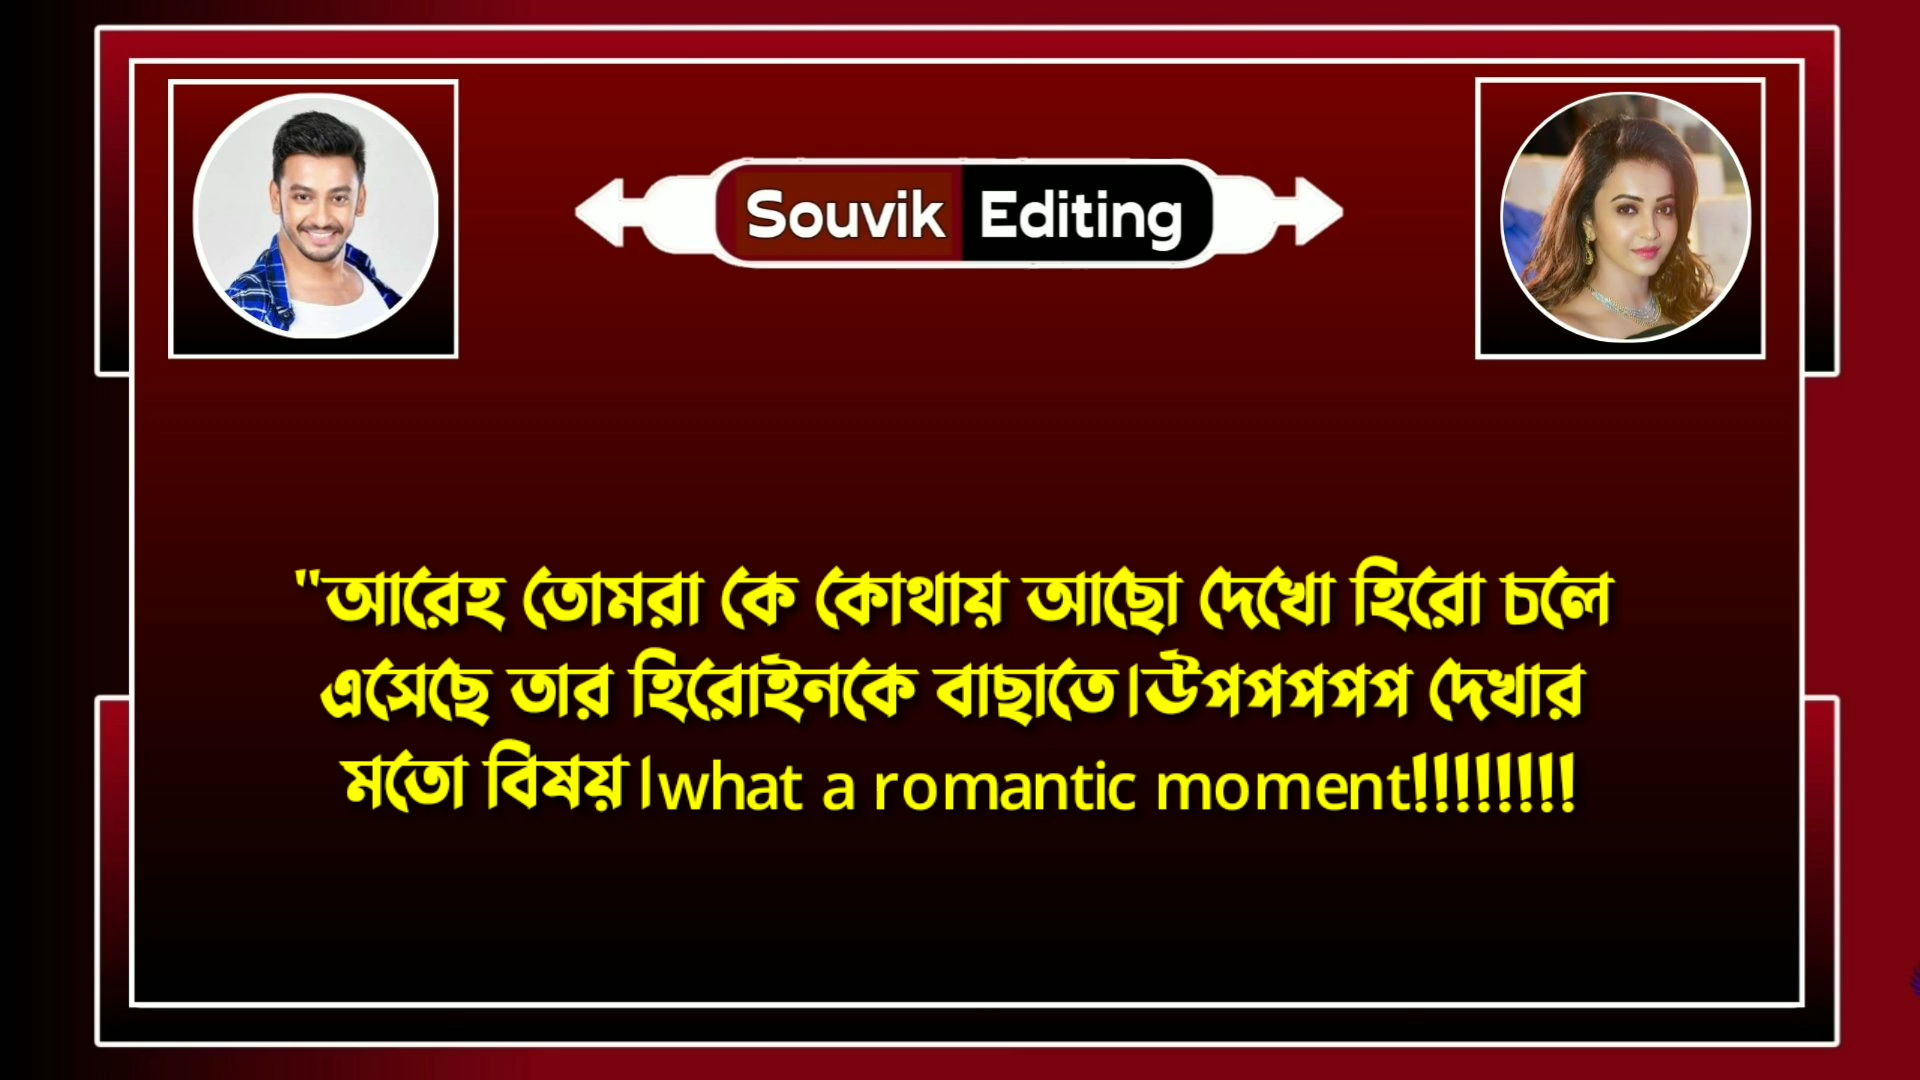 Souvik Editing
"আরেহ তোমরা কে কোথায় আছো দেখো হিরো চলে
এসেছে তার হিরোইনকে বাছাতে।উপপপপপ দেখার
মতো বিষয়।what a romantic moment!!!!!!!!